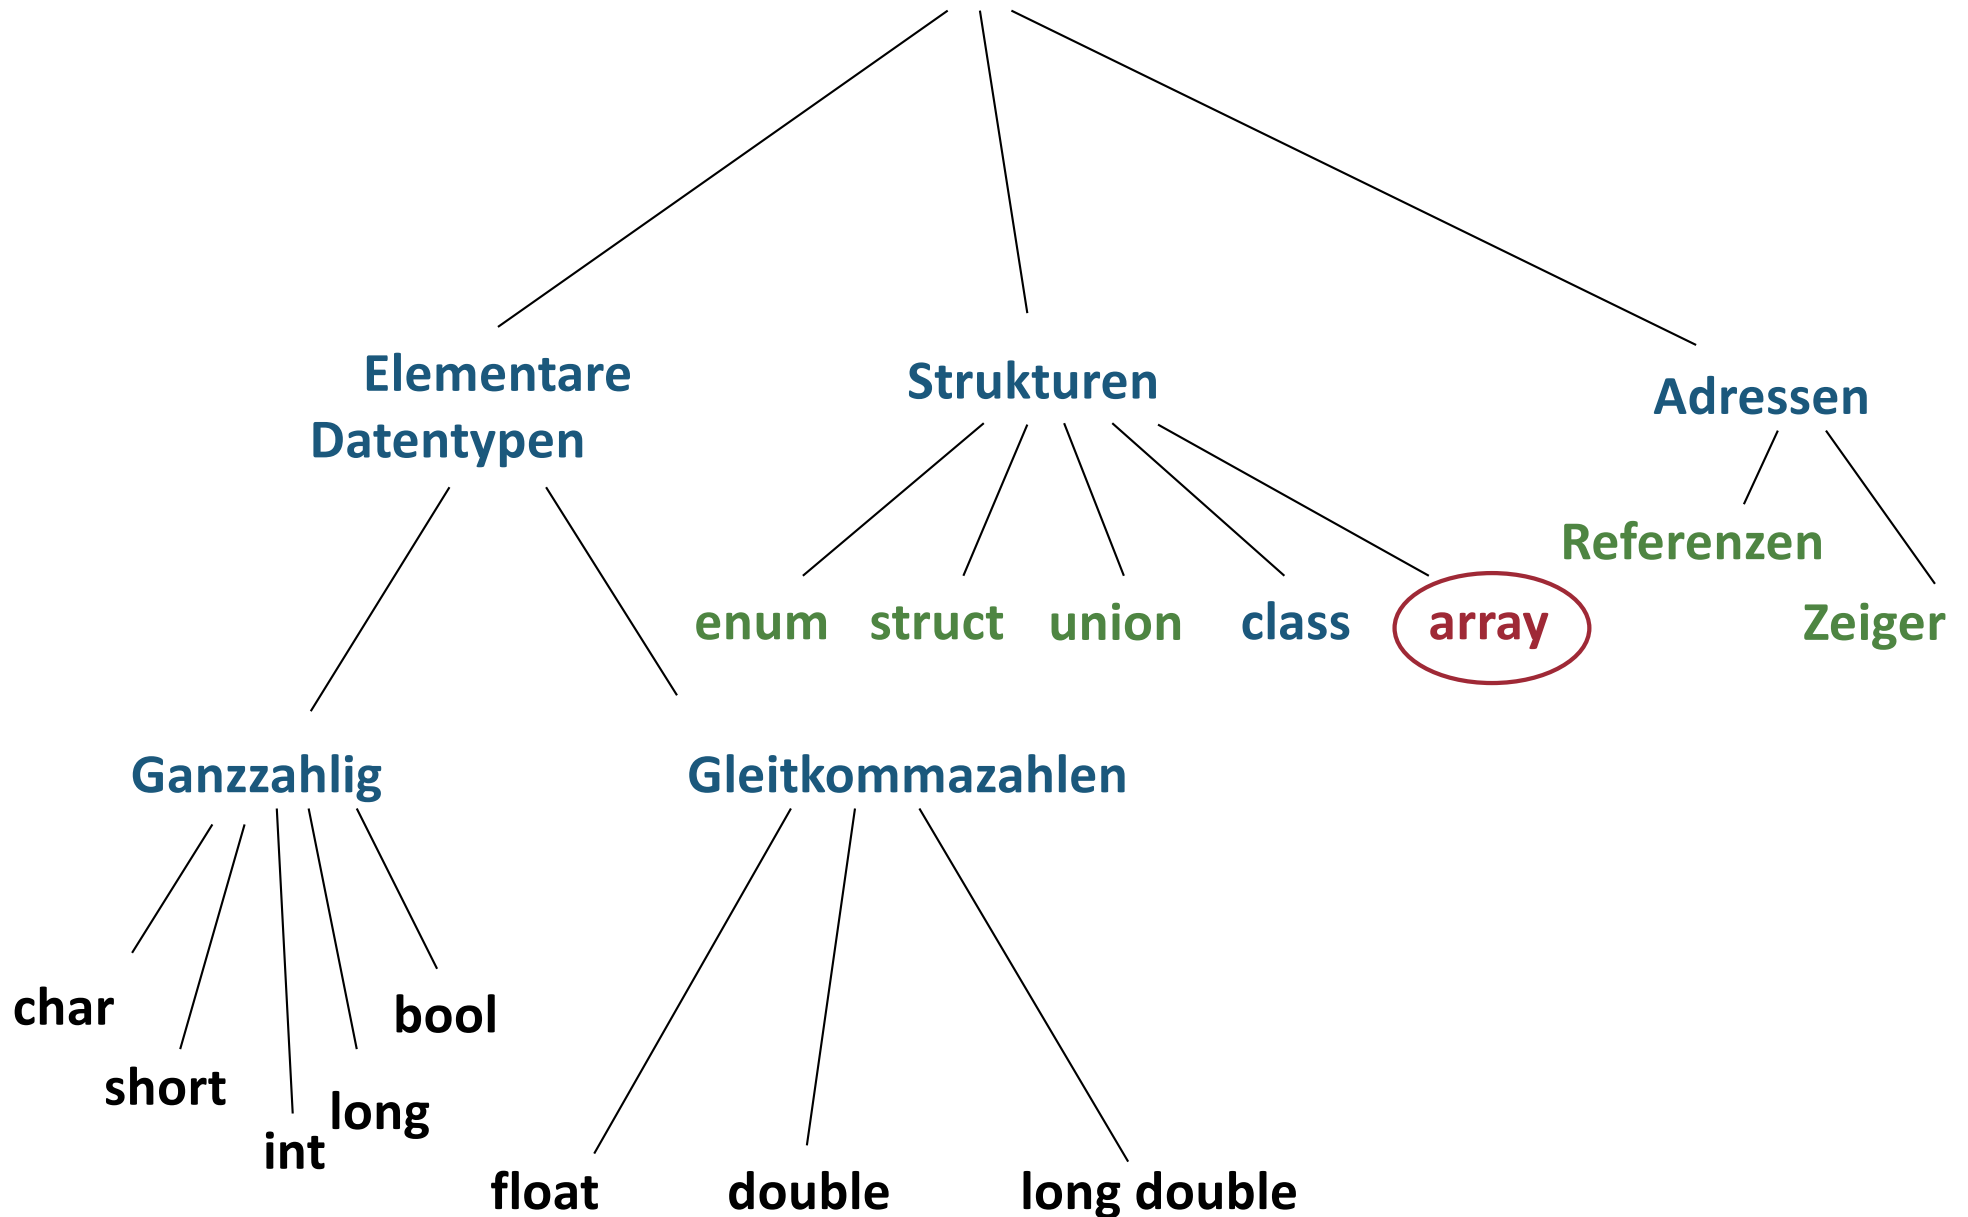 Elementare
Datentypen
Strukturen
Adressen
Referenzen
enum struct union class array Zeiger
Ganzzahlig Gleitkommazahlen
char bool
short long
int
float double long double